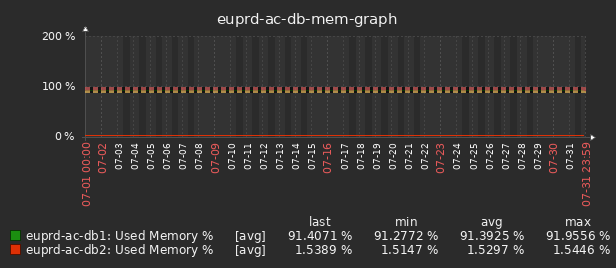 euprd-ac-db-mem-graph
200 %
100 %
0 %
07-01 00:00 07-02 07-03 07-04 07-05 07-06 07-07 07-08 07-09 07-10 07-11 07-12 07-13 07-14 07-15 07-16 07-17 07-18 07-19 07-20 07-21 07-22 07-23 07-24 07-25 07-26 07-27 07-28 07-29 07-30 07-31 07-31 23:59
last min avg max
euprd-ac-db1: Used Memory % [avg] 91.4071 % 91.2772 % 91.3925 % 91.9556 %
euprd-ac-db2: Used Memory % [avg] 1.5389 % 1.5147 % 1.5297 % 1.5446 %